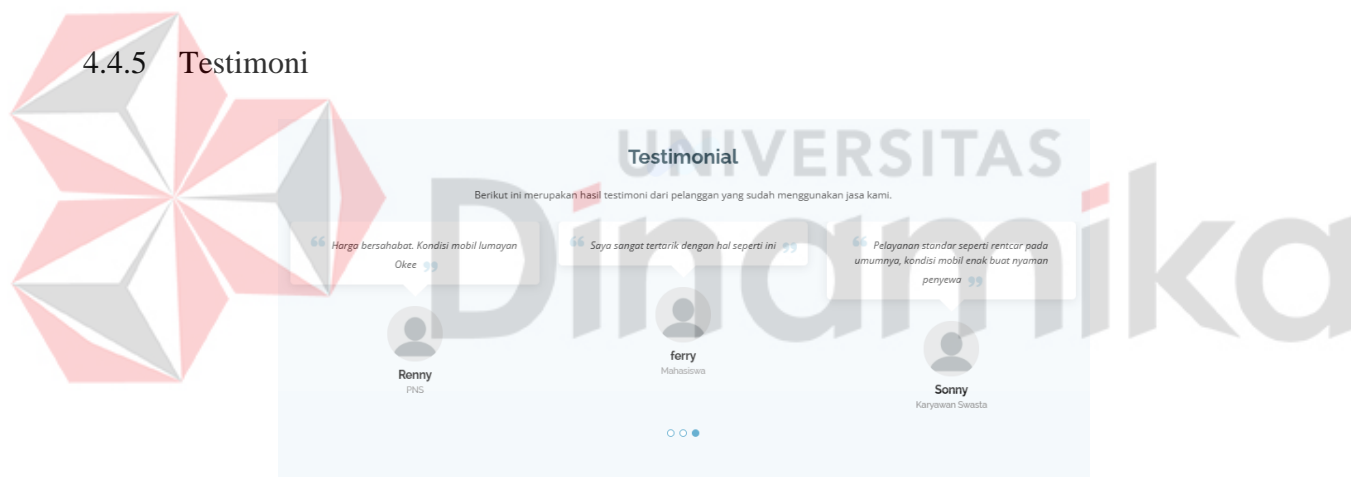 4.4.5 Testimoni
UNIVERSITAS
Dinamika
Testimonial
Berikut ini merupakan hasil testimoni dari pelanggan yang sudah menggunakan jasa kami.
“ Harga bersahabat. Kondisi mobil lumayan
Okee ”
Renny
PNS
“ Saya sangat tertarik dengan hal seperti ini ”
ferry
Mahasiswa
“ Pelayanan standar seperti rentcar pada
umumnya, kondisi mobil enak buat nyaman
penyewa ”
Sonny
Karyawan Swasta